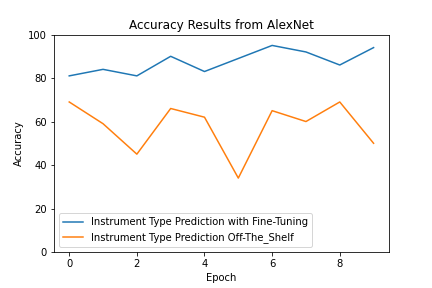 Accuracy Results from AlexNet
100
80
60
40
20
0
Accuracy
Instrument Type Prediction with Fine-Tuning
Instrument Type Prediction Off-The_Shelf
0 2 4 6 8
Epoch